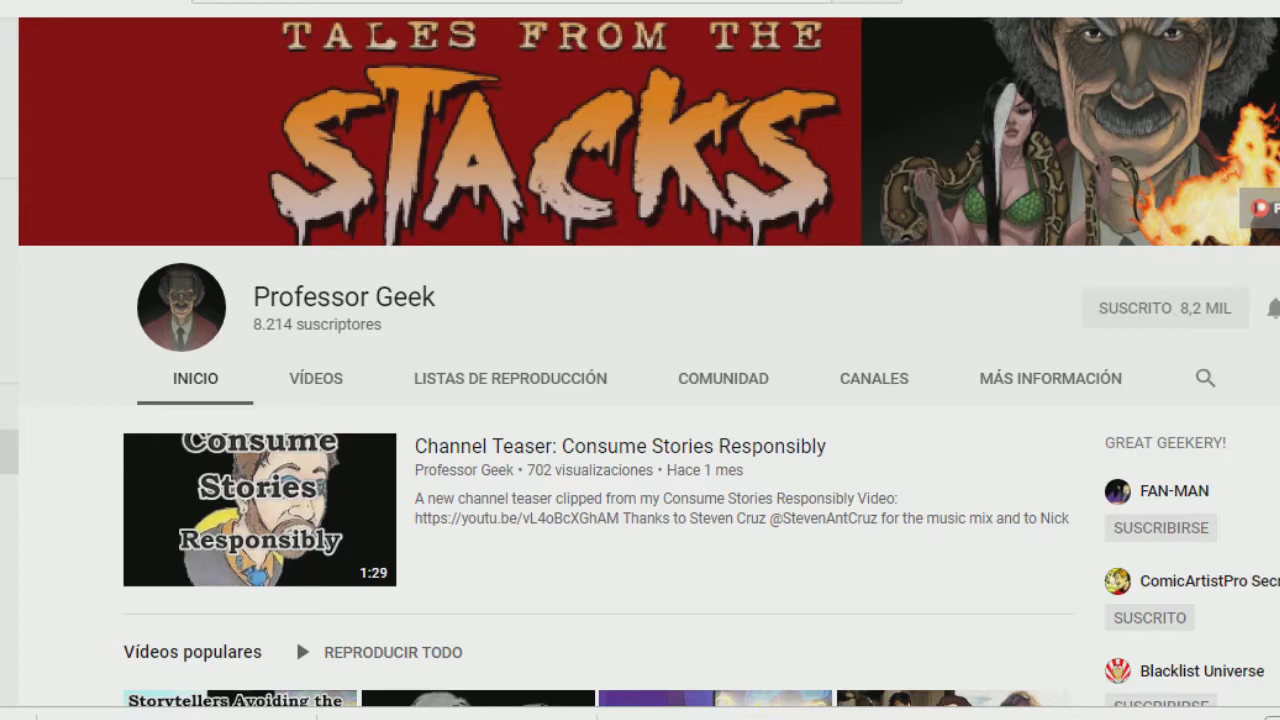 TALES FROM THE
STACKS
Professor Geek
8.214 suscriptores
SUSCRITO 8,2 MIL
INICIO
VÍDEOS
LISTAS DE REPRODUCCIÓN
COMUNIDAD
CANALES
MÁS INFORMACIÓN
Consume
Stories
Responsibly
1:29
Channel Teaser: Consume Stories Responsibly
Professor Geek • 702 visualizaciones • Hace 1 mes
A new channel teaser clipped from my Consume Stories Responsibly Video:
https://youtu.be/vL4oBcXGhAM Thanks to Steven Cruz @StevenAntCruz for the music mix and to Nick
GREAT GEEKERY!
FAN-MAN
SUSCRIBIRSE
ComicArtistPro Secr
SUSCRITO
Blacklist Universe
SUSCRIBIRSE
Vídeos populares
REPRODUCIR TODO
Storytellers Avoiding the